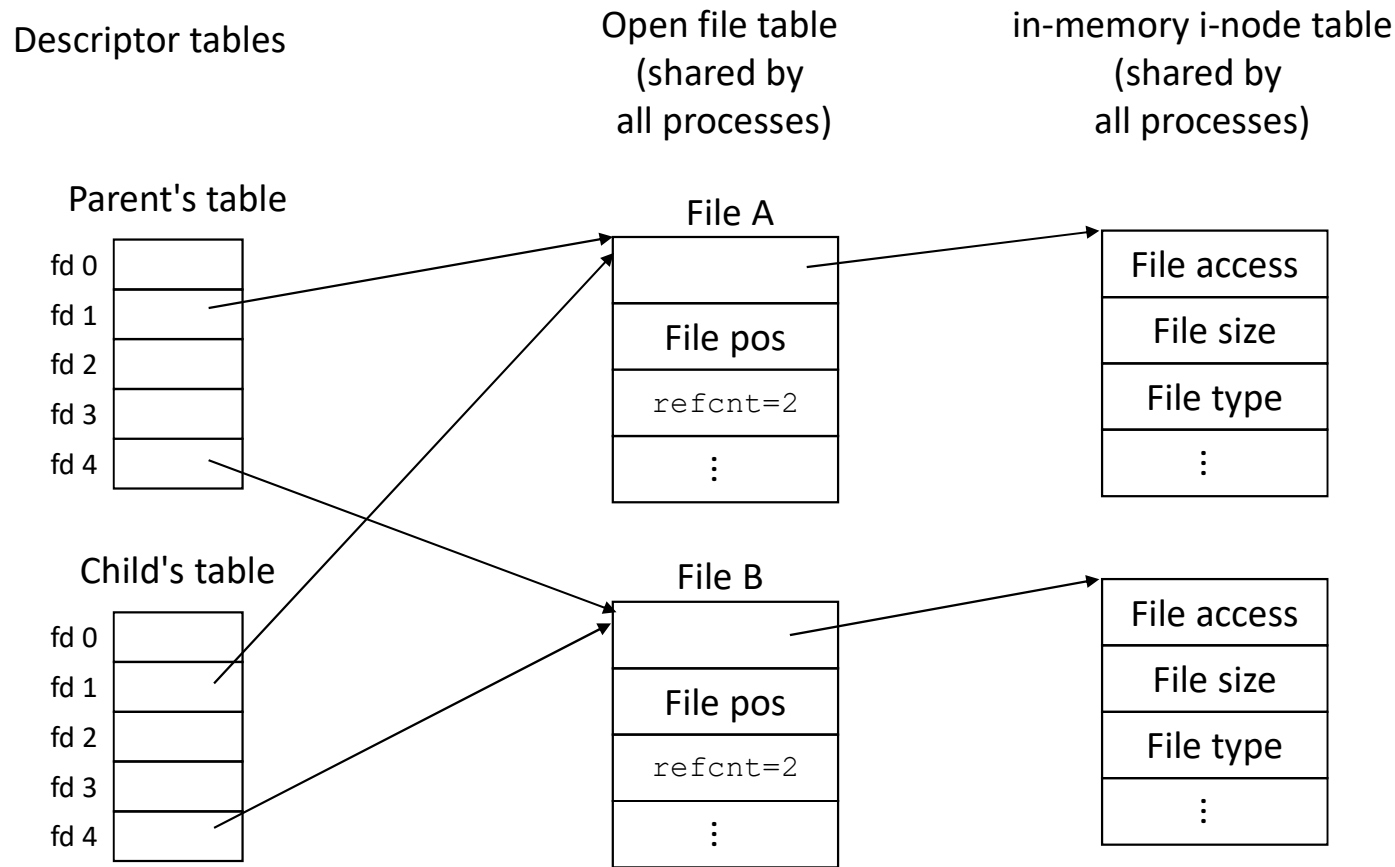 Descriptor tables
Open file table
(shared by
all processes)
in-memory i-node table
(shared by
all processes)
Parent's table
fd 0
fd 1
fd 2
fd 3
fd 4
File A
File pos
refcnt=2
⋮
File access
File size
File type
⋮
Child's table
fd 0
fd 1
fd 2
fd 3
fd 4
File B
File pos
refcnt=2
⋮
File access
File size
File type
⋮